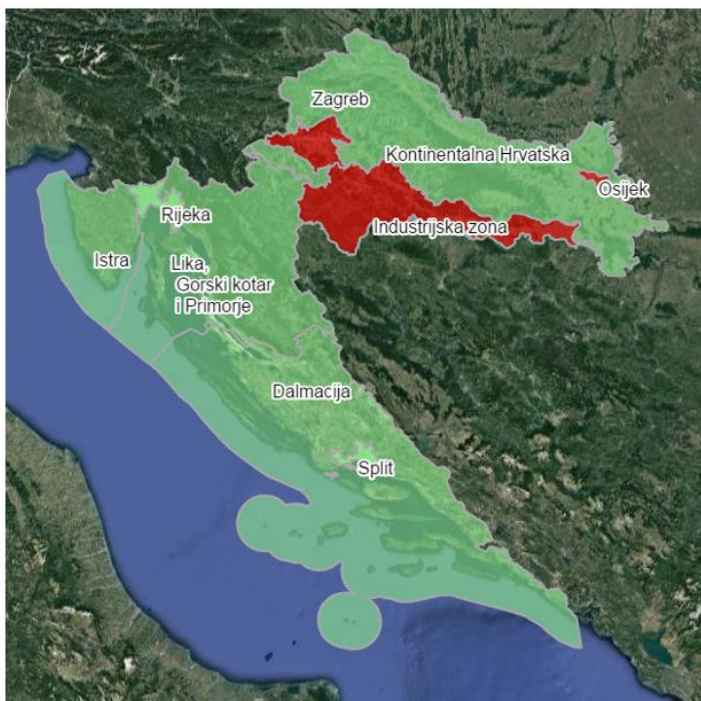 Zagreb
Kontinentalna Hrvatska
Osijek
Rijeka
Industrijska zona
Istra
Lika,
Gorski kotar
i Primorje
Dalmacija
Split